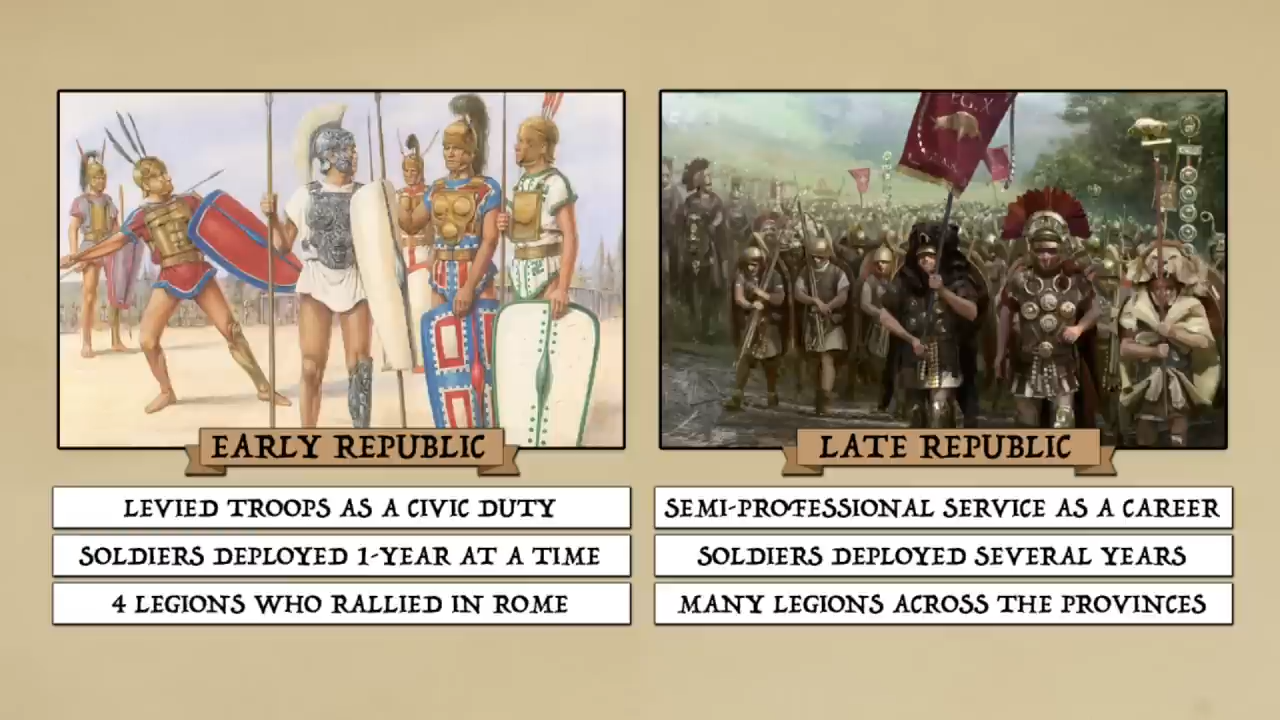 LEG. X
EARLY REPUBLIC
LATE REPUBLIC
LEVIED TROOPS AS A CIVIC DUTY
SOLDIERS DEPLOYED 1-YEAR AT A TIME
4 LEGIONS WHO RALLIED IN ROME
SEMI-PROFESSIONAL SERVICE AS A CAREER
SOLDIERS DEPLOYED SEVERAL YEARS
MANY LEGIONS ACROSS THE PROVINCES